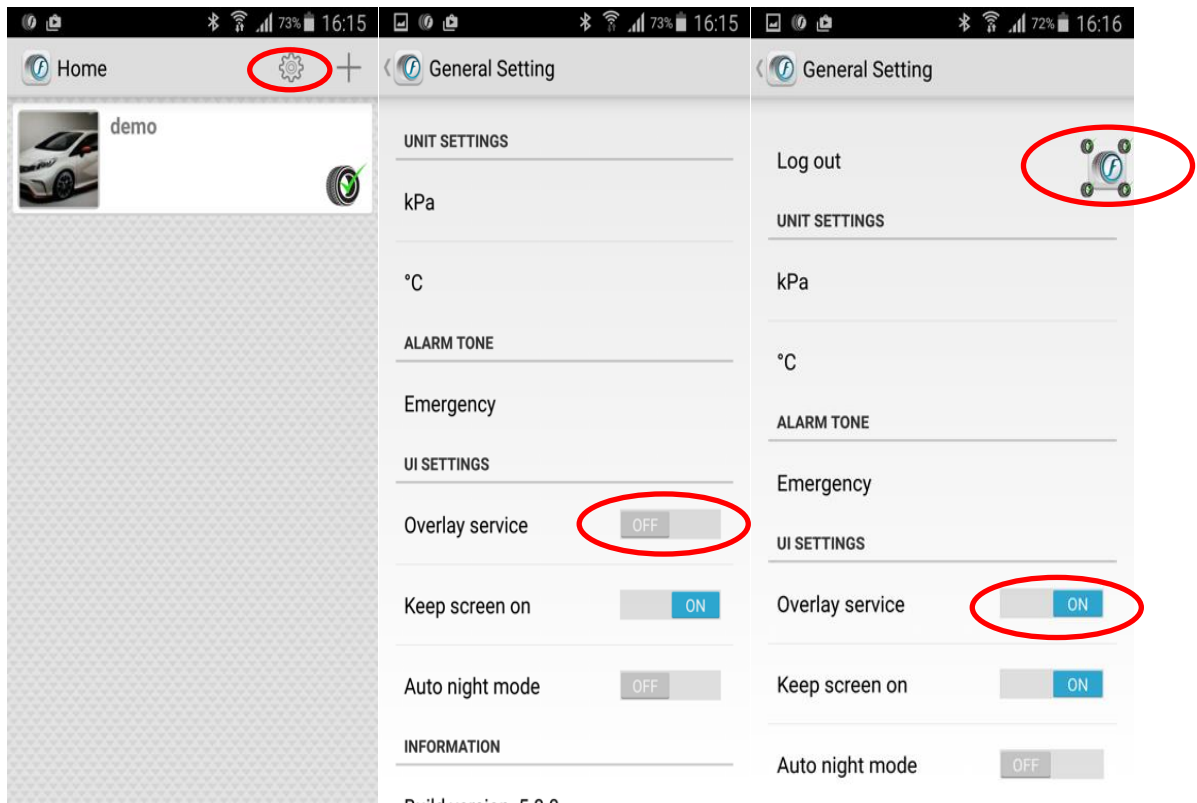 73% 16:15
Home
demo
73% 16:15
General Setting
UNIT SETTINGS
kPa
°C
ALARM TONE
Emergency
UI SETTINGS
Overlay service OFF
Keep screen on ON
Auto night mode OFF
INFORMATION
72% 16:16
General Setting
Log out
UNIT SETTINGS
kPa
°C
ALARM TONE
Emergency
UI SETTINGS
Overlay service ON
Keep screen on ON
Auto night mode OFF